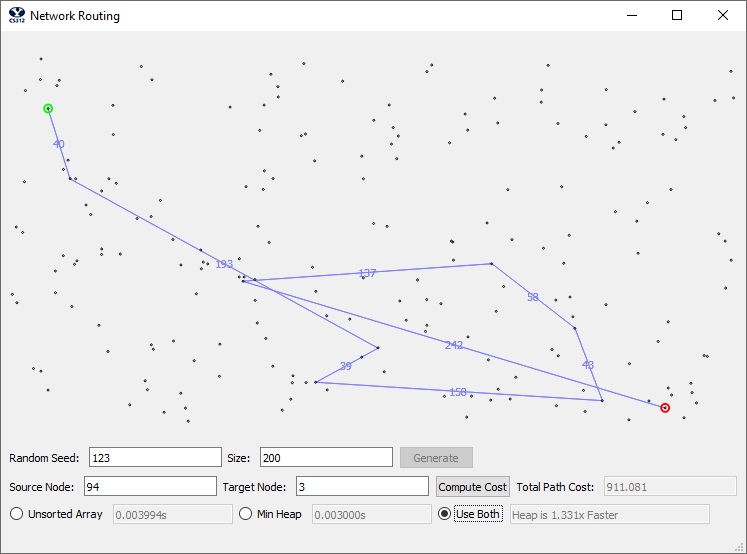 CS312 Network Routing
40
193
137
58
242
43
39
158
Random Seed: 123 Size: 200 Generate
Source Node: 94 Target Node: 3 Compute Cost Total Path Cost: 911.081
Unsorted Array 0.003994s Min Heap 0.003000s Use Both Heap is 1.331x Faster